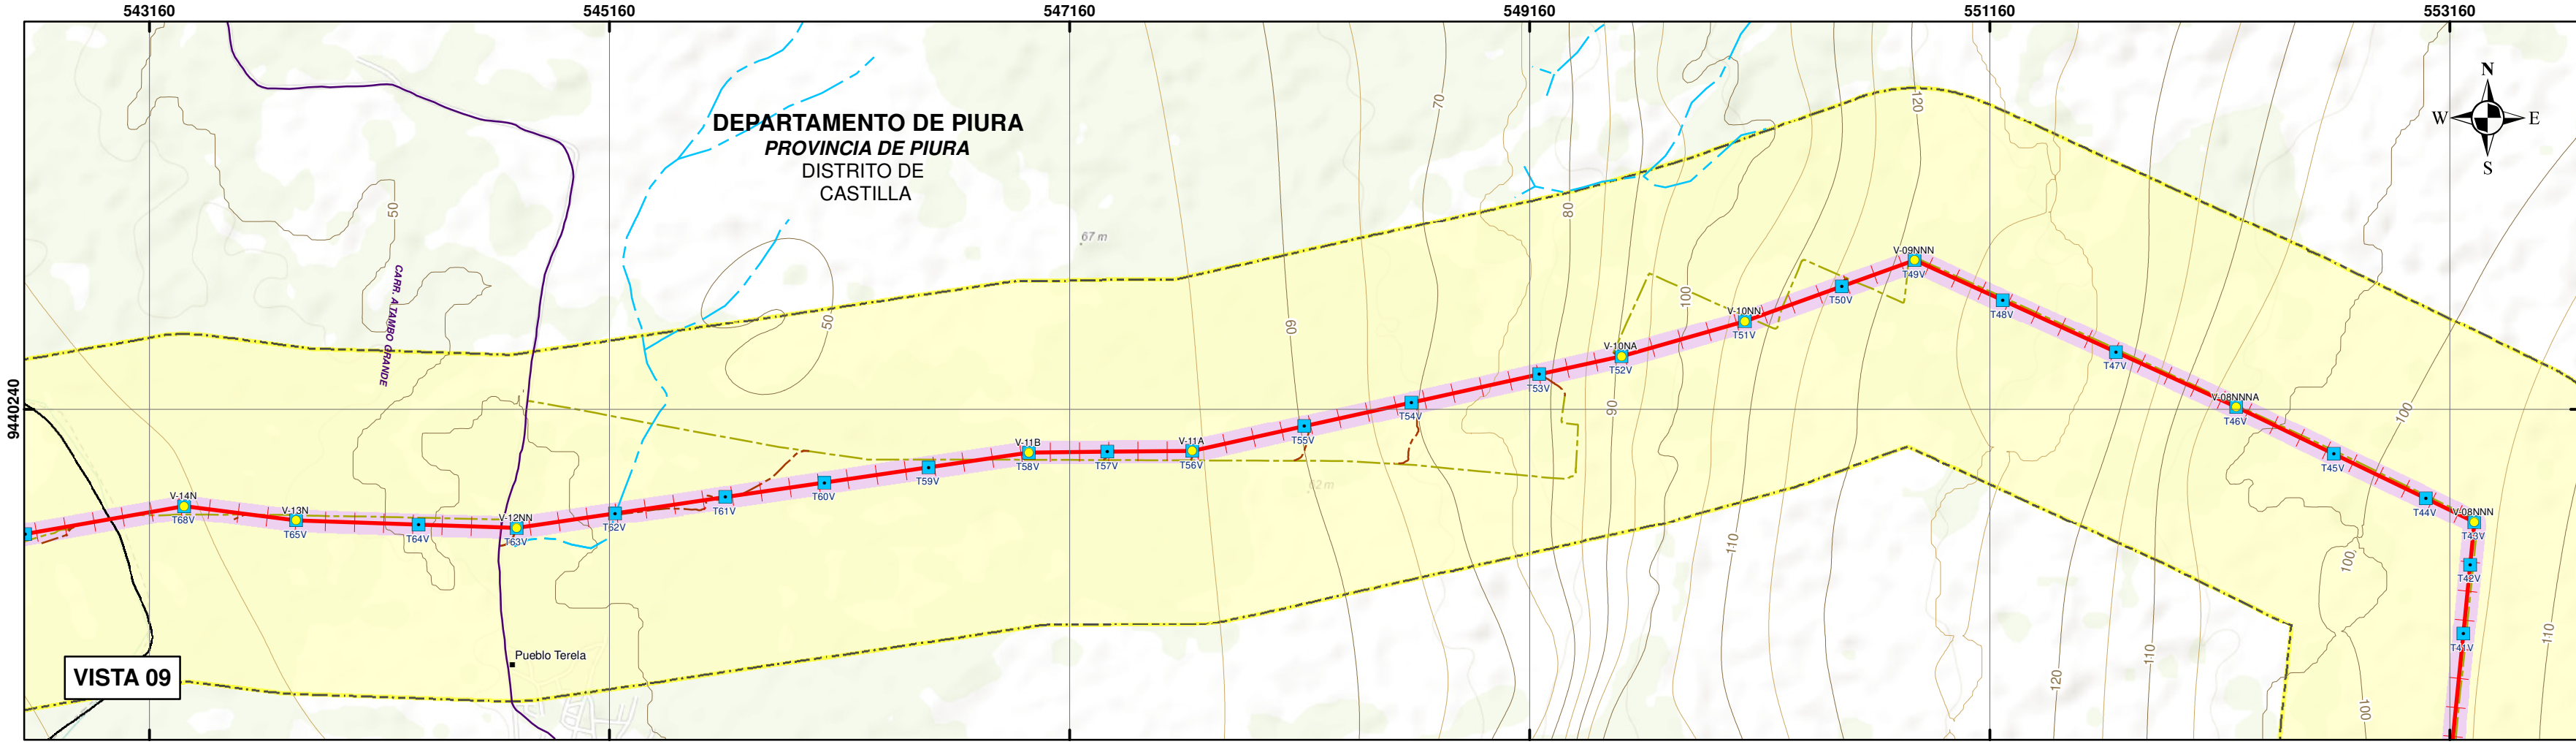 543160
545160
547160
549160
551160
553160
9440240
N
W E
S
DEPARTAMENTO DE PIURA
PROVINCIA DE PIURA
DISTRITO DE
CASTILLA
CARR. A TAMBO GRANDE
50
50
67 m
60
62 m
70
80
90
100
110
120
120
110
100
100
100
110
V-14N
T68V
V-13N
T65V
T64V
V-12NN
T63V
T62V
T61V
T60V
T59V
V-11B
T58V
T57V
V-11A
T56V
T55V
T54V
T53V
V-10NA
T52V
V-10NN
T51V
T50V
V-09NNN
T49V
T48V
T47V
V-08NNNA
T46V
T45V
T44V
V-08NNN
T43V
T42V
T41V
Pueblo Terela
VISTA 09